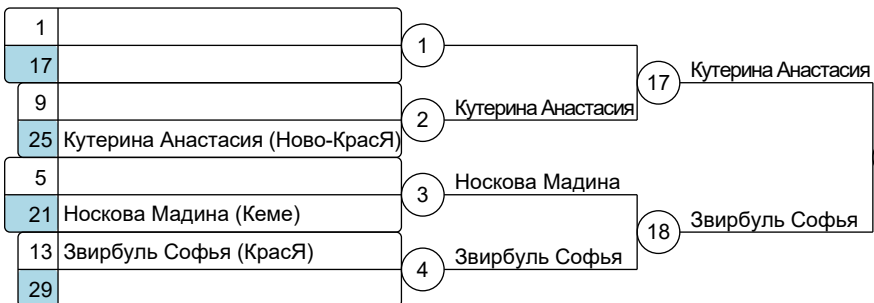 1
17
9
25 Кутерина Анастасия (Ново-КрасЯ)
5
21 Носкова Мадина (Кеме)
13 Звирбуль Софья (КрасЯ)
29
1
2
3
4
Кутерина Анастасия
Носкова Мадина
Звирбуль Софья
17
18
Кутерина Анастасия
Звирбуль Софья